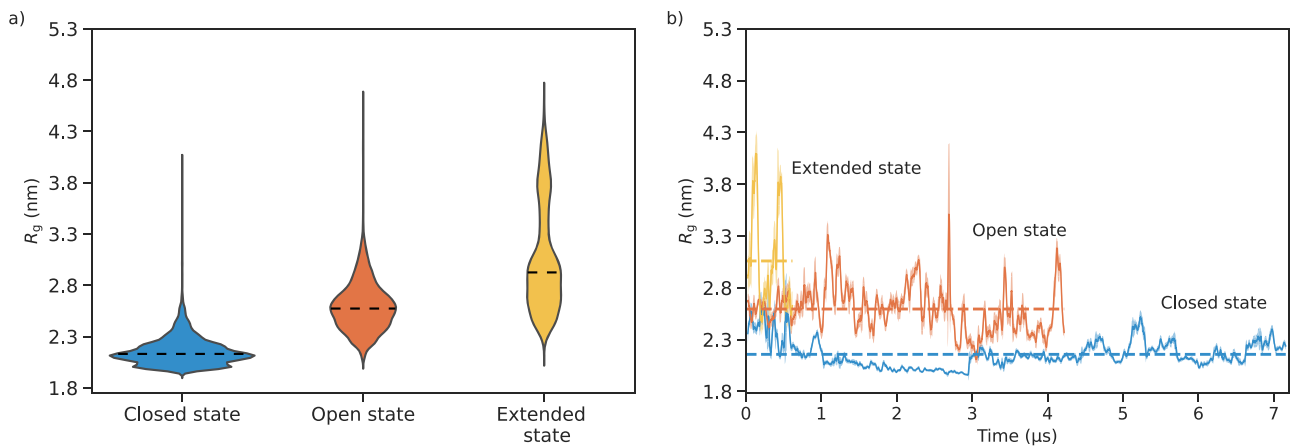 a)
5.3
4.8
4.3
3.8
3.3
2.8
2.3
1.8
Rg (nm)
Closed state
Open state
Extended
state
b)
5.3
4.8
4.3
3.8
3.3
2.8
2.3
1.8
Rg (nm)
Extended state
Open state
Closed state
0 1 2 3 4 5 6 7
Time (μs)